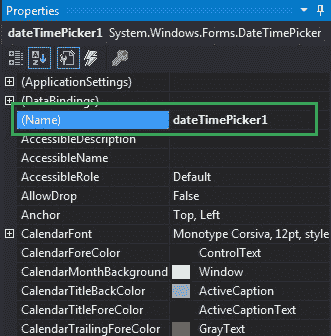 Properties
dateTimePicker1 System.Windows.Forms.DateTimePicker
(ApplicationSettings)
(DataBindings)
(Name) dateTimePicker1
AccessibleDescription
AccessibleName
AccessibleRole Default
AllowDrop False
Anchor Top, Left
CalendarFont Monotype Corsiva, 12pt, style
CalendarForeColor ControlText
CalendarMonthBackground Window
CalendarTitleBackColor ActiveCaption
CalendarTitleForeColor ActiveCaptionText
CalendarTrailingForeColor GrayText